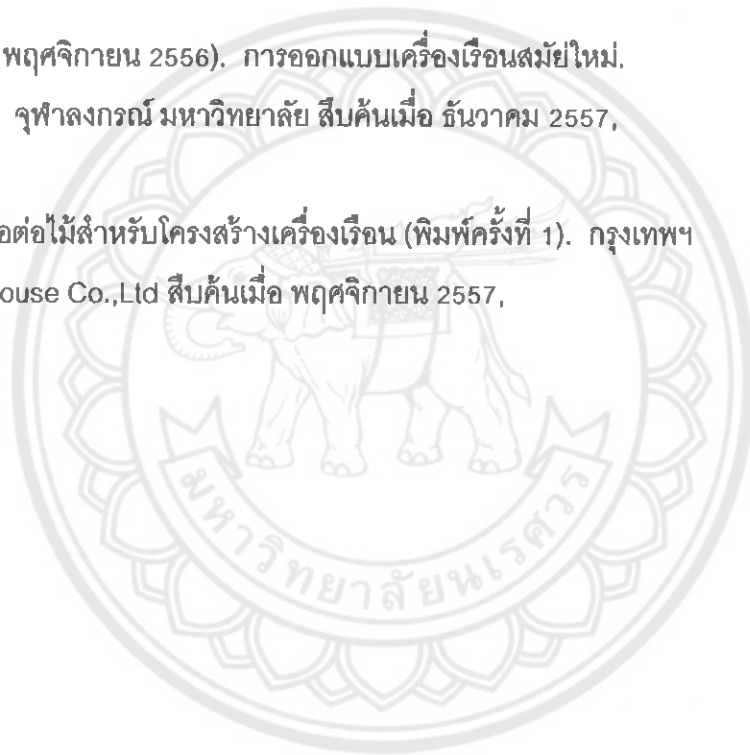 พฤศจิกายน 2556). การออกแบบเครื่องเรือนสมัยใหม่.
จุฬาลงกรณ์ มหาวิทยาลัย สืบค้นเมื่อ ธันวาคม 2557,
อต่อไม้สำหรับโครงสร้างเครื่องเรือน (พิมพ์ครั้งที่ 1). กรุงเทพฯ
ouse Co.,Ltd สืบค้นเมื่อ พฤศจิกายน 2557,
มหาวิทยาลัยนเรศวร